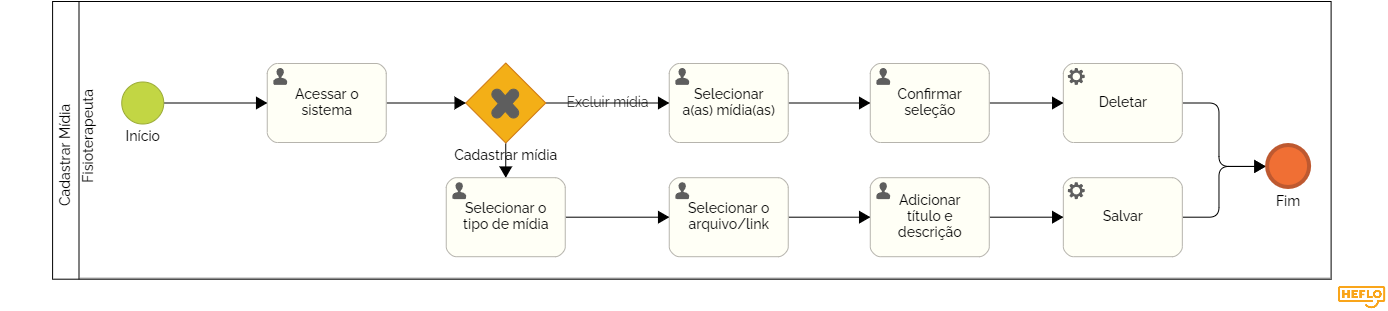 Cadastrar Mídia
Fisioterapeuta
Início
Acessar o
sistema
Excluir mídia
Selecionar
a(as) mídia(as)
Confirmar
seleção
Deletar
Cadastrar mídia
Selecionar o
tipo de mídia
Selecionar o
arquivo/link
Adicionar
título e
descrição
Salvar
Fim
HEFLO